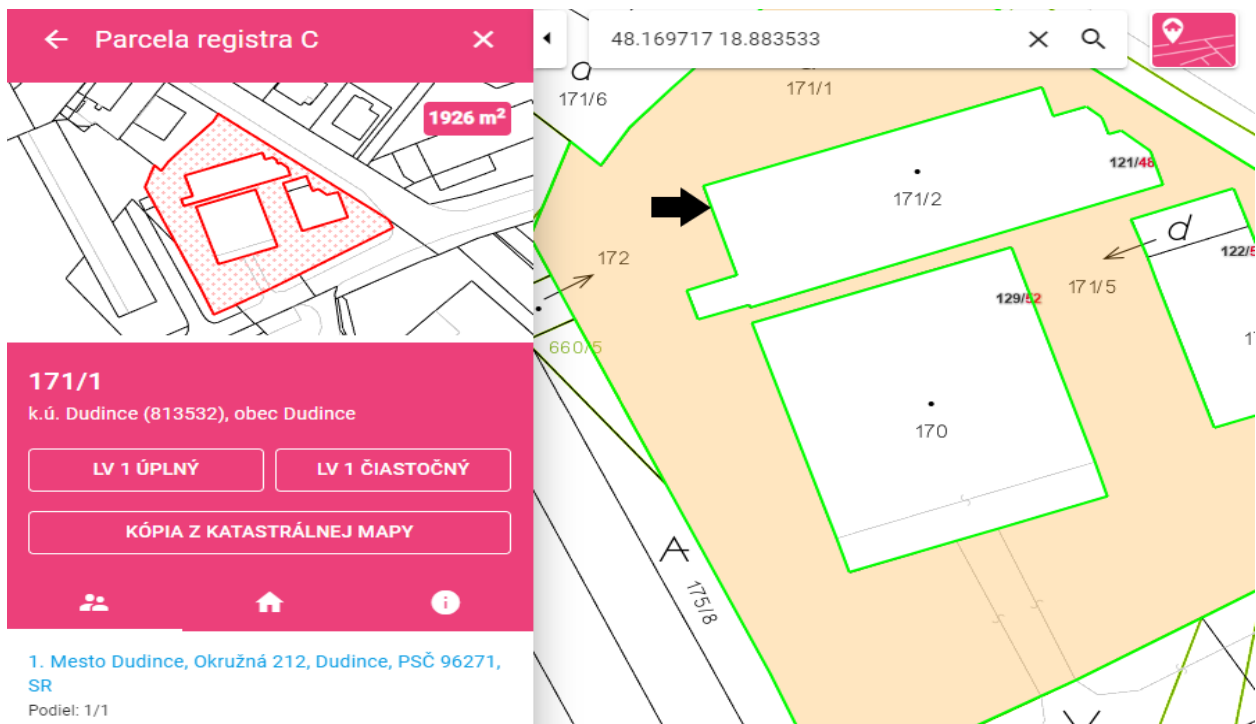 Parcela registra C
1926 m²
171/1
k.ú. Dudince (813532), obec Dudince
LV 1 ÚPLNÝ
LV 1 ČIASTOČNÝ
KÓPIA Z KATASTRÁLNEJ MAPY
1. Mesto Dudince, Okružná 212, Dudince, PSČ 96271,
SR
Podiel: 1/1
48.169717 18.883533
a
171/6
171/1
121/48
171/2
d
122/5
172
171/5
129/52
660/5
170
A
175/8